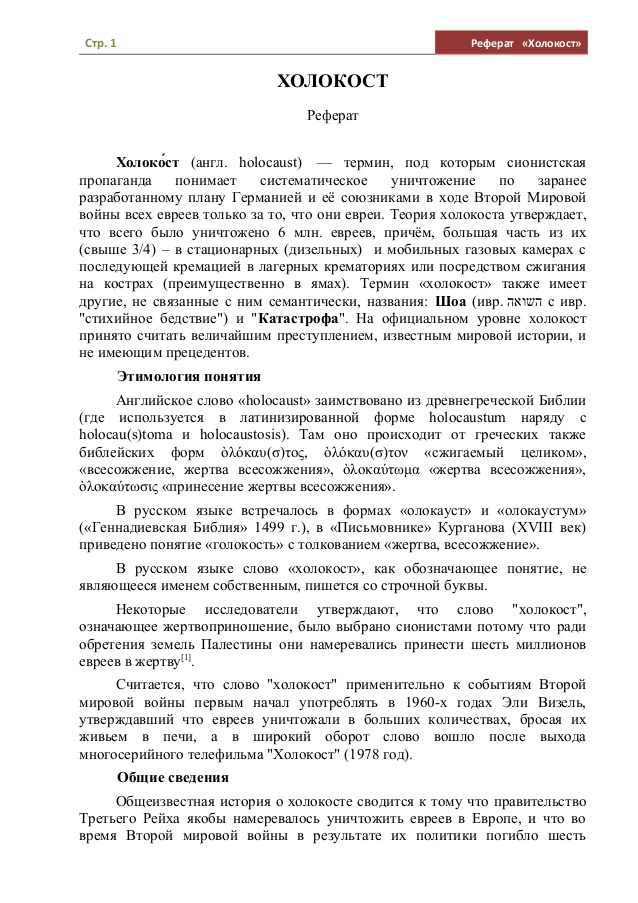 Стр. 1
Реферат «Холокост»
ХОЛОКОСТ
Реферат
Холоко́ст (англ. holocaust) — термин, под которым сионистская
пропаганда понимает систематическое уничтожение по заранее
разработанному плану Германией и её союзниками в ходе Второй Мировой
войны всех евреев только за то, что они евреи. Теория холокоста утверждает,
что всего было уничтожено 6 млн. евреев, причём, большая часть из их
(свыше 3/4) – в стационарных (дизельных) и мобильных газовых камерах с
последующей кремацией в лагерных крематориях или посредством сжигания
на кострах (преимущественно в ямах). Термин «холокост» также имеет
другие, не связанные с ним семантически, названия: Шоа (ивр. השואה с ивр.
"стихийное бедствие") и "Катастрофа". На официальном уровне холокост
принято считать величайшим преступлением, известным мировой истории, и
не имеющим прецедентов.
Этимология понятия
Английское слово «holocaust» заимствовано из древнегреческой Библии
(где используется в латинизированной форме holocaustum наряду с
holocau(s)toma и holocaustosis). Там оно происходит от греческих также
библейских форм ὁλόκαυ(σ)τος, ὁλόκαυ(σ)τον «сжигаемый целиком»,
«всесожжение, жертва всесожжения», ὁλοκαύτωμα «жертва всесожжения»,
ὁλοκαύτωσις «принесение жертвы всесожжения».
В русском языке встречалось в формах «олокауст» и «олокаустум»
(«Геннадиевская Библия» 1499 г.), в «Письмовнике» Курганова (XVIII век)
приведено понятие «голокость» с толкованием «жертва, всесожжение».
В русском языке слово «холокост», как обозначающее понятие, не
являющееся именем собственным, пишется со строчной буквы.
Некоторые исследователи утверждают, что слово "холокост",
означающее жертвоприношение, было выбрано сионистами потому что ради
обретения земель Палестины они намеревались принести шесть миллионов
евреев в жертву[1].
Считается, что слово "холокост" применительно к событиям Второй
мировой войны первым начал употреблять в 1960-х годах Эли Визель,
утверждавший что евреев уничтожали в больших количествах, бросая их
живьем в печи, а в широкий оборот слово вошло после выхода
многосерийного телефильма "Холокост" (1978 год).
Общие сведения
Общеизвестная история о холокосте сводится к тому что правительство
Третьего Рейха якобы намеревалось уничтожить евреев в Европе, и что во
время Второй мировой войны в результате их политики погибло шесть